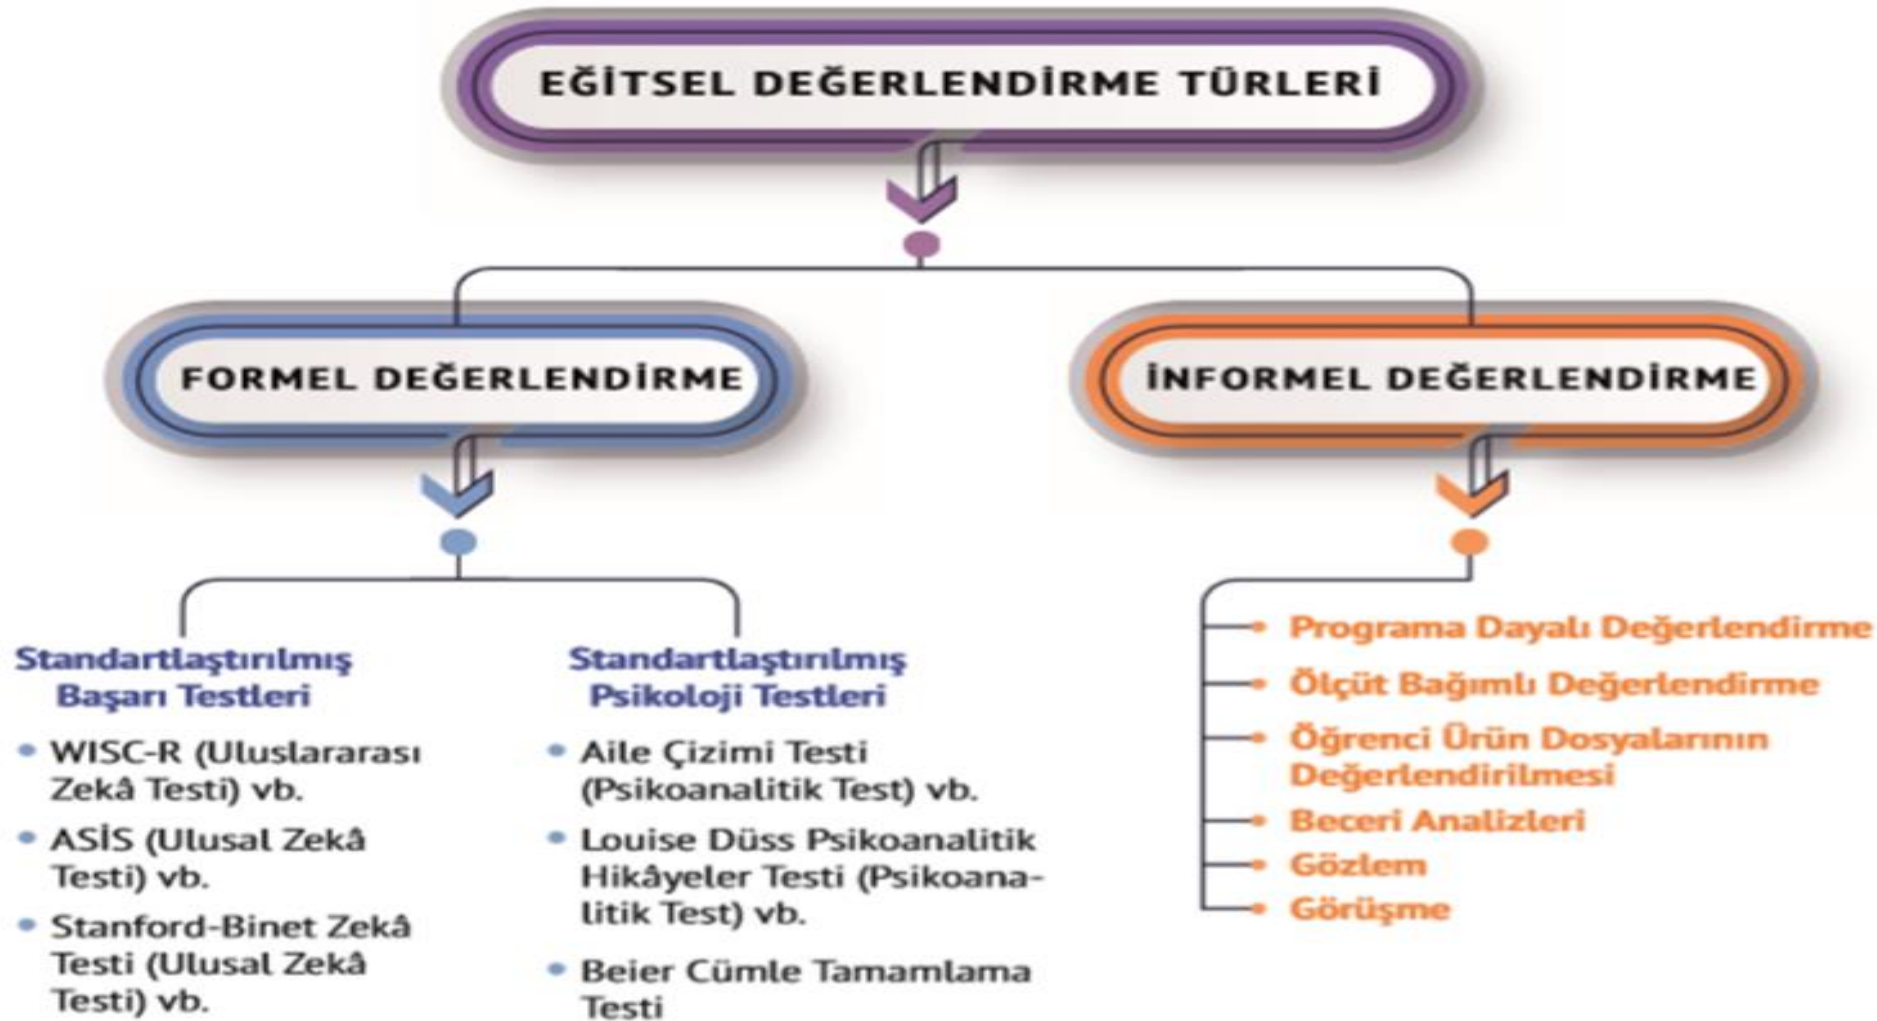 EĞİTSEL DEĞERLENDİRME TÜRLERİ
FORMEL DEĞERLENDİRME
Standartlaştırılmış
Başarı Testleri
• WISC-R (Uluslararası
Zekâ Testi) vb.
• ASİS (Ulusal Zekâ
Testi) vb.
• Stanford-Binet Zekâ
Testi (Ulusal Zekâ
Testi) vb.
Standartlaştırılmış
Psikoloji Testleri
• Aile Çizimi Testi
(Psikoanalitik Test) vb.
• Louise Düss Psikoanalitik
Hikâyeler Testi (Psikoana-
litik Test) vb.
• Beier Cümle Tamamlama
Testi
İNFORMEL DEĞERLENDİRME
Programa Dayalı Değerlendirme
Ölçüt Bağımlı Değerlendirme
Öğrenci Ürün Dosyalarının
Değerlendirilmesi
Beceri Analizleri
Gözlem
Görüşme